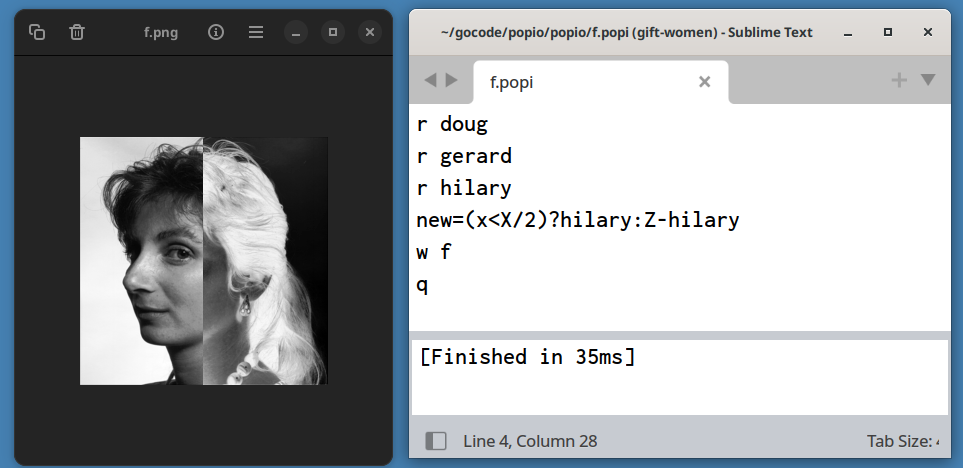 f.png
~/gocode/popio/popio/f.popi (gift-women) - Sublime Text
f.popi
r doug
r gerard
r hilary
new=(x<X/2)?hilary:Z-hilary
w f
q
[Finished in 35ms]
Line 4, Column 28
Tab Size: